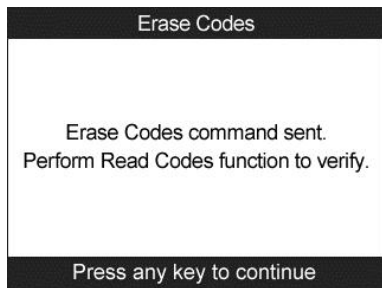 Erase Codes
Erase Codes command sent.
Perform Read Codes function to verify.
Press any key to continue